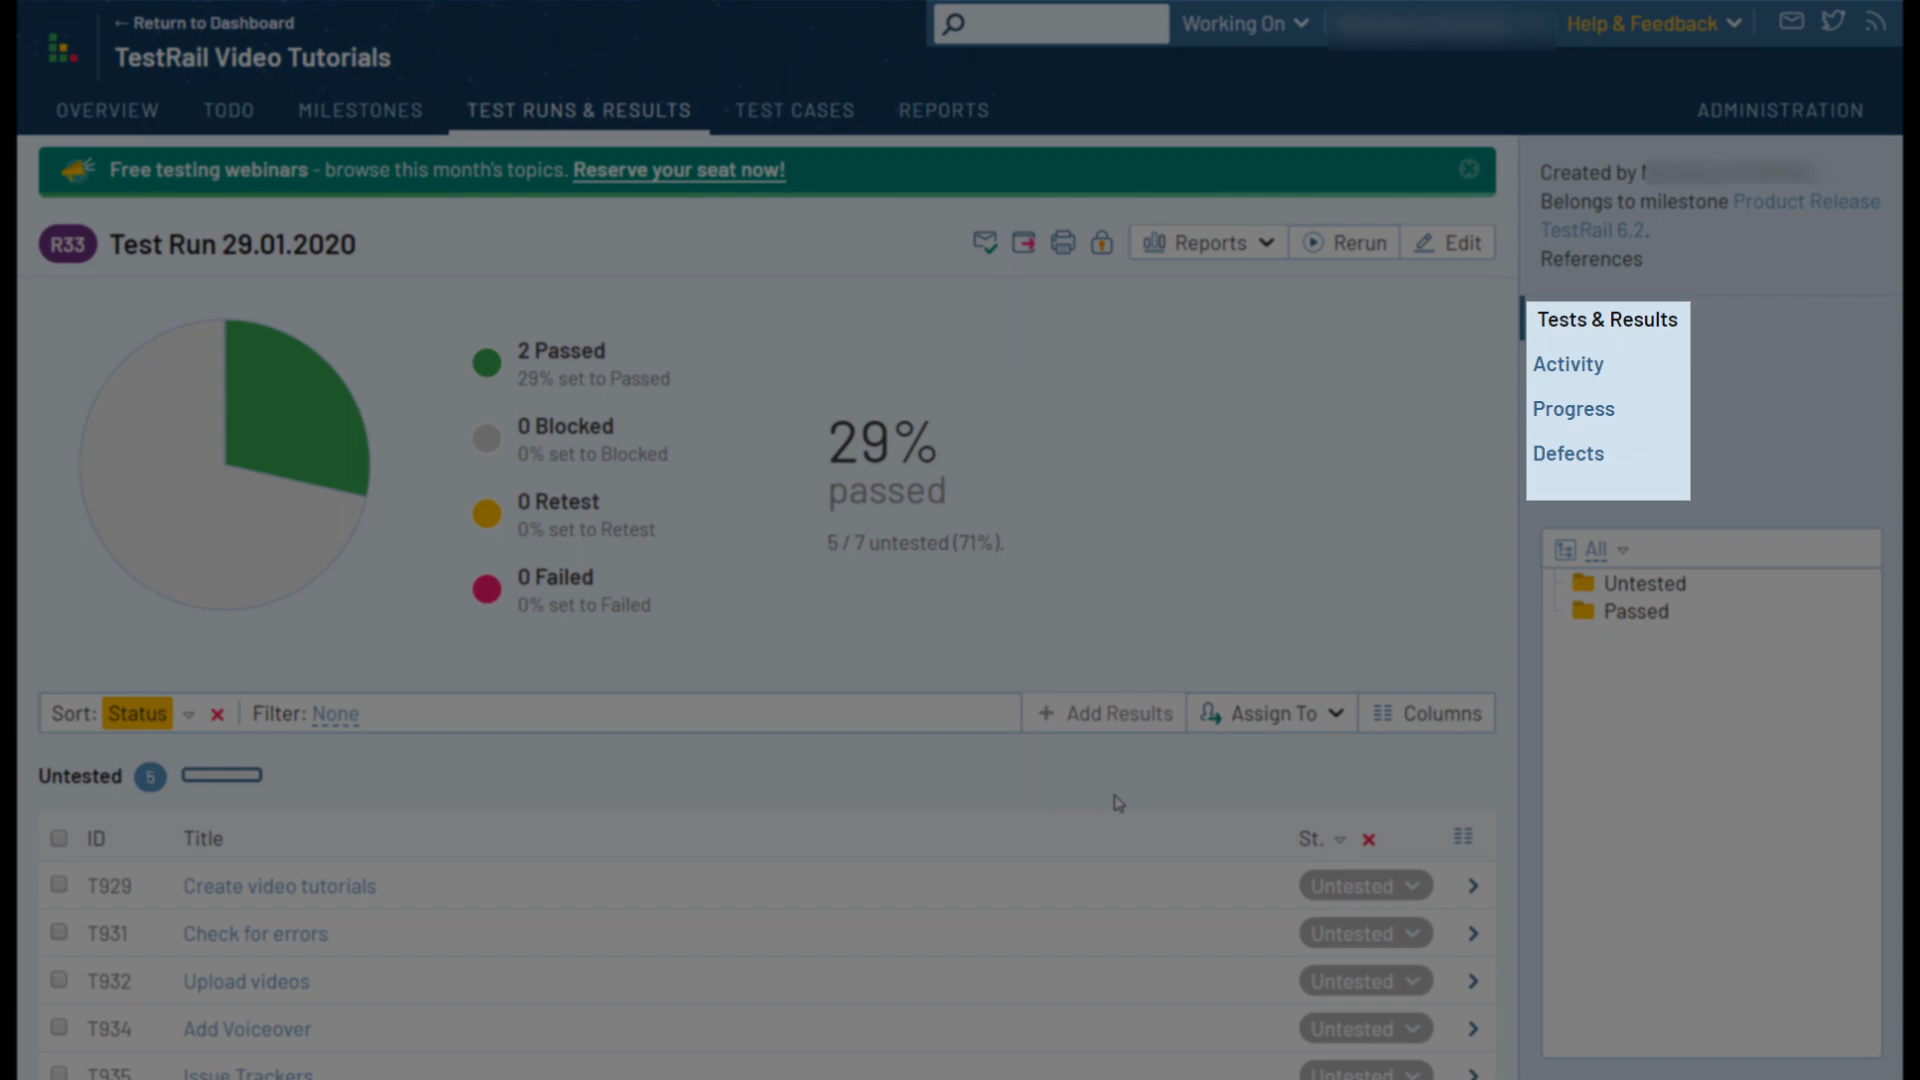 ← Return to Dashboard
TestRail Video Tutorials
Working On
Help & Feedback
OVERVIEW TODO MILESTONES TEST RUNS & RESULTS TEST CASES REPORTS ADMINISTRATION
Free testing webinars - browse this month's topics. Reserve your seat now!
R33 Test Run 29.01.2020
Reports Rerun Edit
2 Passed
29% set to Passed
0 Blocked
0% set to Blocked
0 Retest
0% set to Retest
0 Failed
0% set to Failed
29%
passed
5 / 7 untested (71%).
Created by
Belongs to milestone Product Release
TestRail 6.2.
References
Tests & Results
Activity
Progress
Defects
All
Untested
Passed
Sort: Status Filter: None + Add Results Assign To Columns
Untested 5
ID Title St.
T929 Create video tutorials Untested
T931 Check for errors Untested
T932 Upload videos Untested
T934 Add Voiceover Untested
T935 Issue Trackers Untested